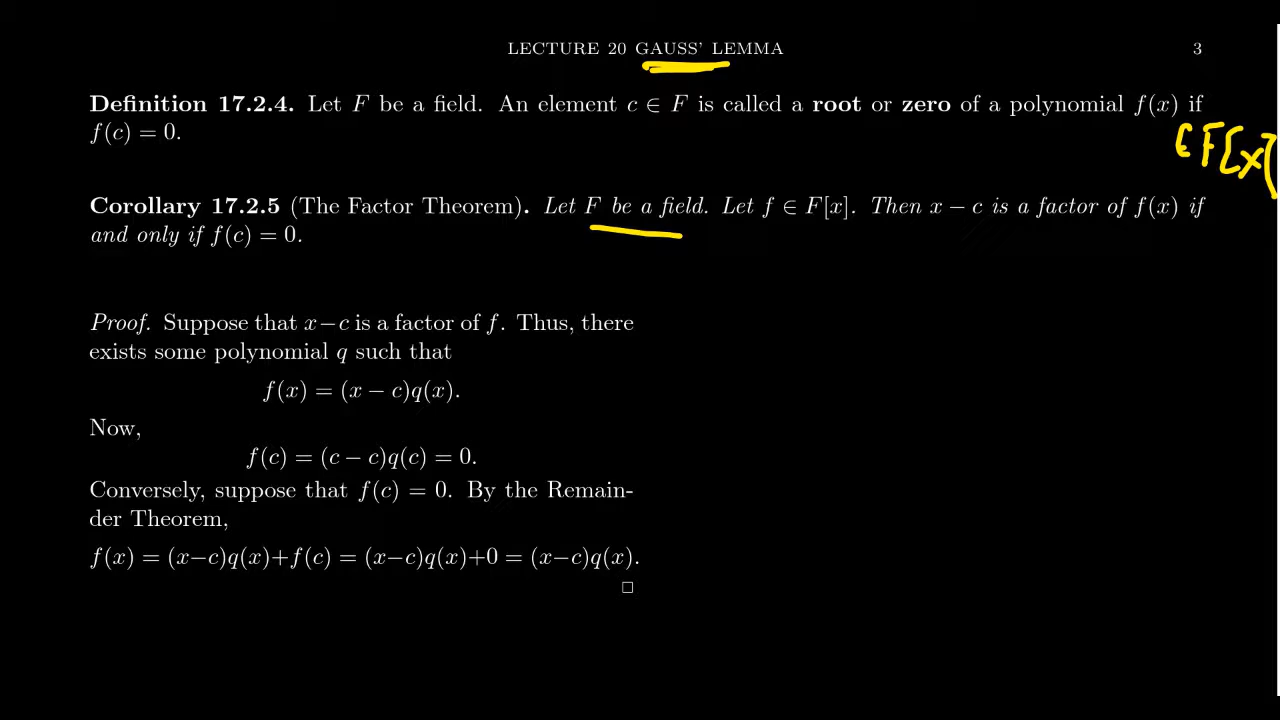 LECTURE 20 GAUSS' LEMMA 3
Definition 17.2.4. Let F be a field. An element c ∈ F is called a root or zero of a polynomial f(x) if
f(c) = 0.
∈ F[x]
Corollary 17.2.5 (The Factor Theorem). Let F be a field. Let f ∈ F[x]. Then x − c is a factor of f(x) if
and only if f(c) = 0.
Proof. Suppose that x−c is a factor of f. Thus, there
exists some polynomial q such that
f(x) = (x − c)q(x).
Now,
f(c) = (c − c)q(c) = 0.
Conversely, suppose that f(c) = 0. By the Remain-
der Theorem,
f(x) = (x−c)q(x)+f(c) = (x−c)q(x)+0 = (x−c)q(x).
□